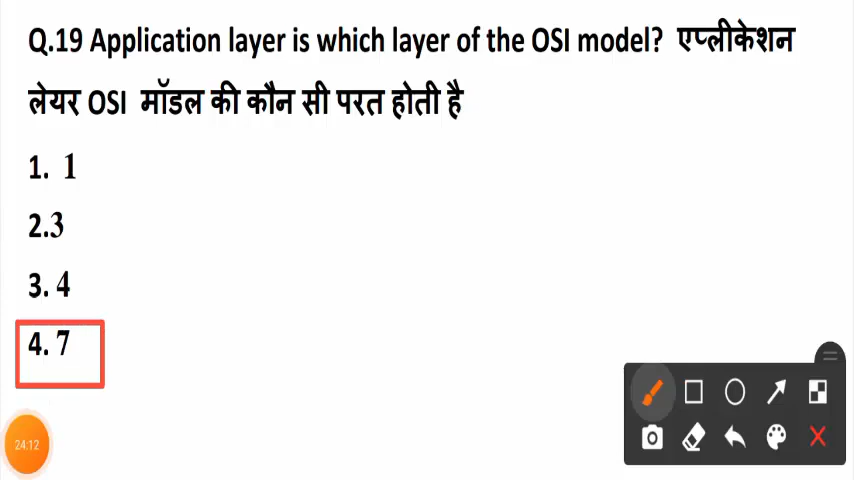 Q.19 Application layer is which layer of the OSI model? एप्लीकेशन
लेयर OSI मॉडल की कौन सी परत होती है
1. 1
2.3
3. 4
4. 7
24:12